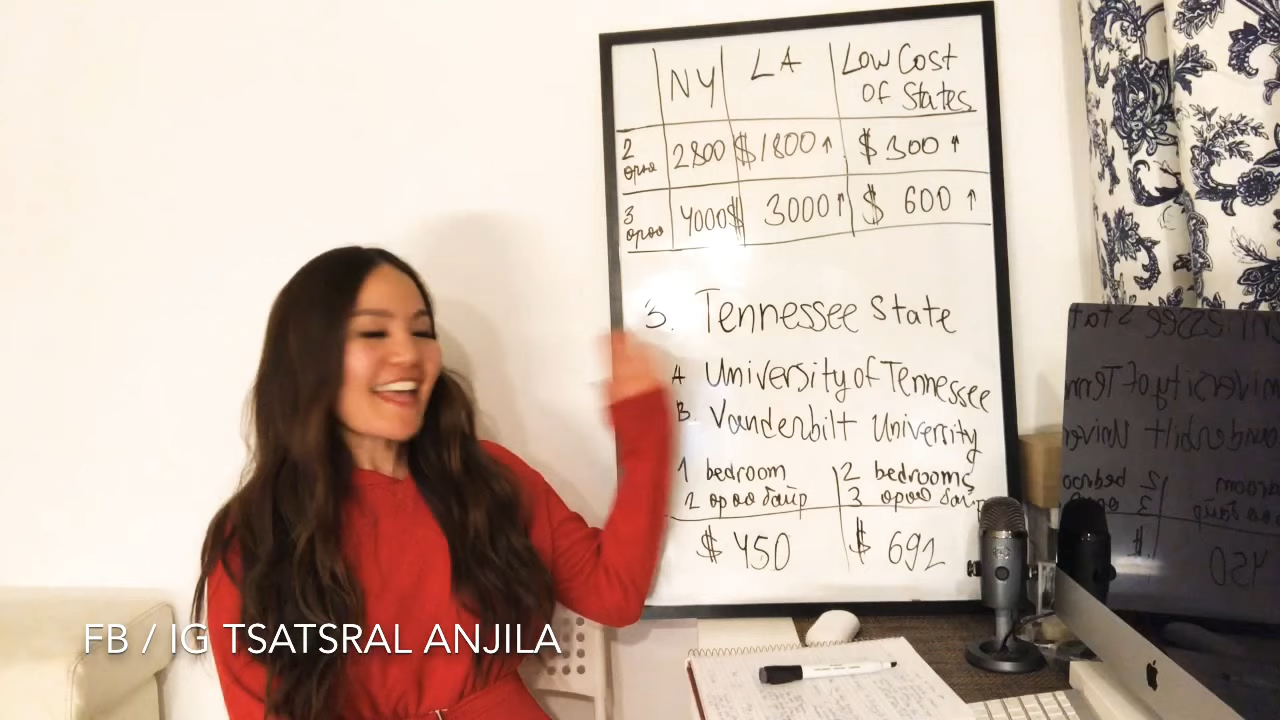 NY LA Low Cost
Of States
2 өрөө 2800 $1800↑ $300↑
3 өрөө 4000$ 3000↑ $600↑
3. Tennessee State
A University of Tennessee
B. Vanderbilt University
1 bedroom 2 bedrooms
2 өрөө байр 3 өрөө байр
$450 $692
FB / IG TSATSRAL ANJILA